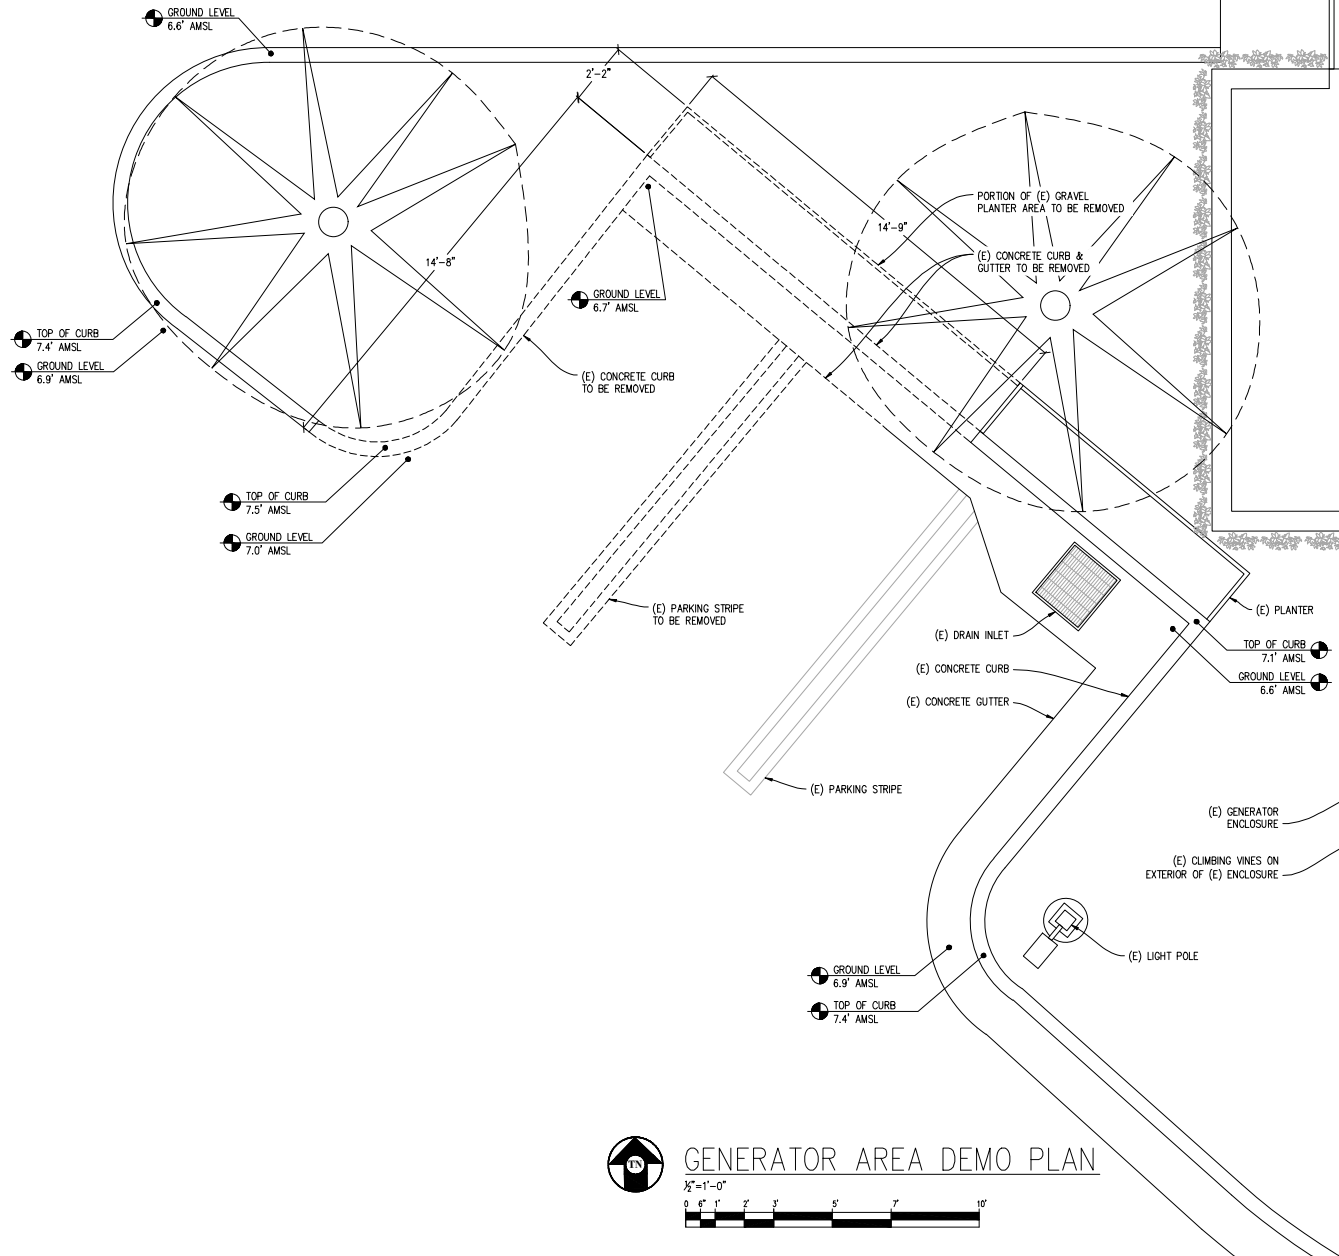 GROUND LEVEL
6.6' AMSL
2'-2"
PORTION OF (E) GRAVEL
PLANTER AREA TO BE REMOVED
14'-9"
(E) CONCRETE CURB &
GUTTER TO BE REMOVED
14'-8"
GROUND LEVEL
6.7' AMSL
TOP OF CURB
7.4' AMSL
GROUND LEVEL
6.9' AMSL
(E) CONCRETE CURB
TO BE REMOVED
TOP OF CURB
7.5' AMSL
GROUND LEVEL
7.0' AMSL
(E) PARKING STRIPE
TO BE REMOVED
(E) PLANTER
(E) DRAIN INLET
TOP OF CURB
7.1' AMSL
(E) CONCRETE CURB
GROUND LEVEL
6.6' AMSL
(E) CONCRETE GUTTER
(E) PARKING STRIPE
(E) GENERATOR
ENCLOSURE
(E) CLIMBING VINES ON
EXTERIOR OF (E) ENCLOSURE
(E) LIGHT POLE
GROUND LEVEL
6.9' AMSL
TOP OF CURB
7.4' AMSL
TN
GENERATOR AREA DEMO PLAN
½"=1'-0"
0 6" 1' 2' 3' 5' 7' 10'